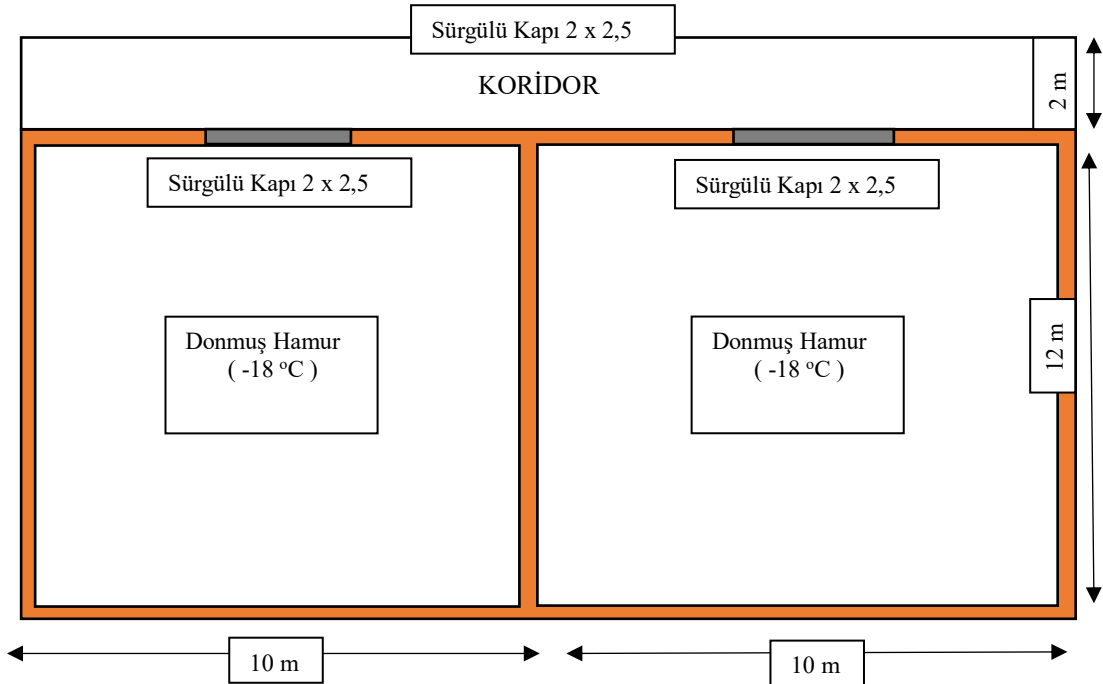 Sürgülü Kapı 2 x 2,5
KORİDOR
2 m
Sürgülü Kapı 2 x 2,5
Sürgülü Kapı 2 x 2,5
Donmuş Hamur
( -18 ºC )
Donmuş Hamur
( -18 ºC )
12 m
10 m
10 m